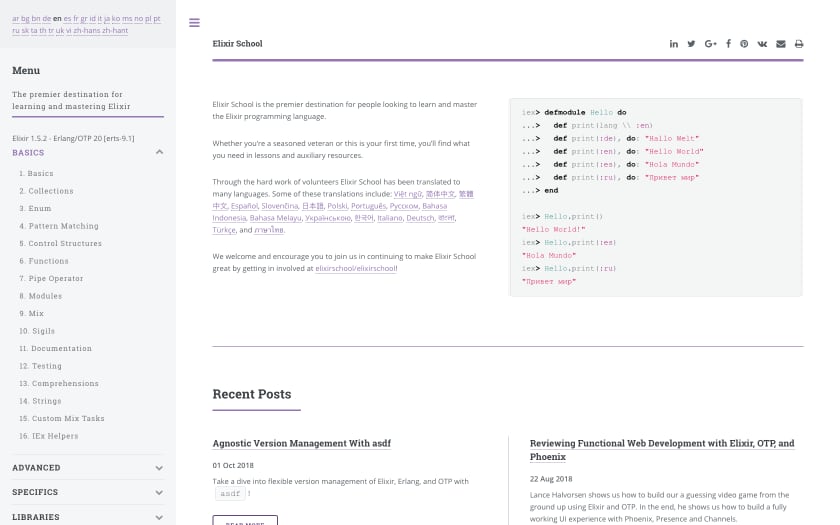 ar bg bn de en es fr gr id it ja ko ms no pl pt
ru sk ta th tr uk vi zh-hans zh-hant
Menu
The premier destination for
learning and mastering Elixir
Elixir 1.5.2 - Erlang/OTP 20 [erts-9.1]
BASICS
1. Basics
2. Collections
3. Enum
4. Pattern Matching
5. Control Structures
6. Functions
7. Pipe Operator
8. Modules
9. Mix
10. Sigils
11. Documentation
12. Testing
13. Comprehensions
14. Strings
15. Custom Mix Tasks
16. IEx Helpers
ADVANCED
SPECIFICS
LIBRARIES
Elixir School
Elixir School is the premier destination for people looking to learn and master
the Elixir programming language.
Whether you're a seasoned veteran or this is your first time, you'll find what
you need in lessons and auxiliary resources.
Through the hard work of volunteers Elixir School has been translated to
many languages. Some of these translations include: Việt ngữ, 简体中文, 繁體
中文, Español, Slovenčina, 日本語, Polski, Português, Русском, Bahasa
Indonesia, Bahasa Melayu, Українською, 한국어, Italiano, Deutsch, বাংলা,
Türkçe, and ภาษาไทย.
We welcome and encourage you to join us in continuing to make Elixir School
great by getting in involved at elixirschool/elixirschool!
iex> defmodule Hello do
...>   def print(lang \\ :en)
...>   def print(:de), do: "Hallo Welt"
...>   def print(:en), do: "Hello World"
...>   def print(:es), do: "Hola Mundo"
...>   def print(:ru), do: "Привет мир"
...> end
iex> Hello.print()
"Hello World!"
iex> Hello.print(:es)
"Hola Mundo"
iex> Hello.print(:ru)
"Привет мир"
Recent Posts
Agnostic Version Management With asdf
01 Oct 2018
Take a dive into flexible version management of Elixir, Erlang, and OTP with
asdf !
READ MORE
Reviewing Functional Web Development with Elixir, OTP, and
Phoenix
22 Aug 2018
Lance Halvorsen shows us how to build our a guessing video game from the
ground up using Elixir and OTP. In the end, he shows us how to build a fully
working UI experience with Phoenix, Presence and Channels.